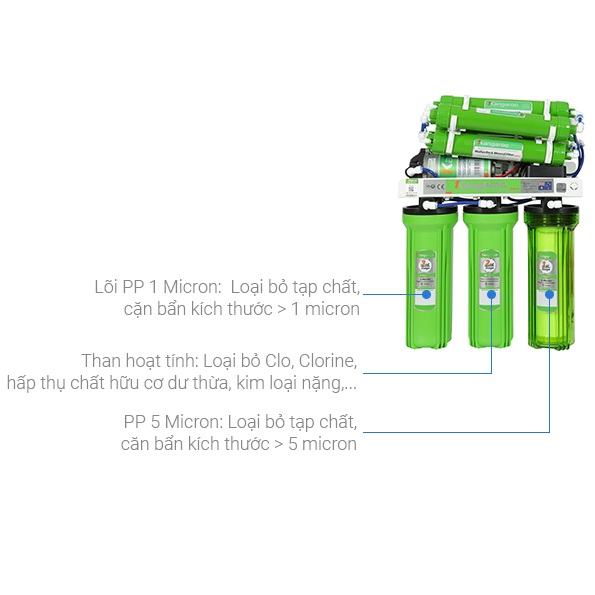 Kangaroo
Kangaroo
Lõi PP 1 Micron: Loại bỏ tạp chất,
cặn bẩn kích thước > 1 micron
Than hoạt tính: Loại bỏ Clo, Clorine,
hấp thụ chất hữu cơ dư thừa, kim loại nặng,...
PP 5 Micron: Loại bỏ tạp chất,
căn bẩn kích thước > 5 micron